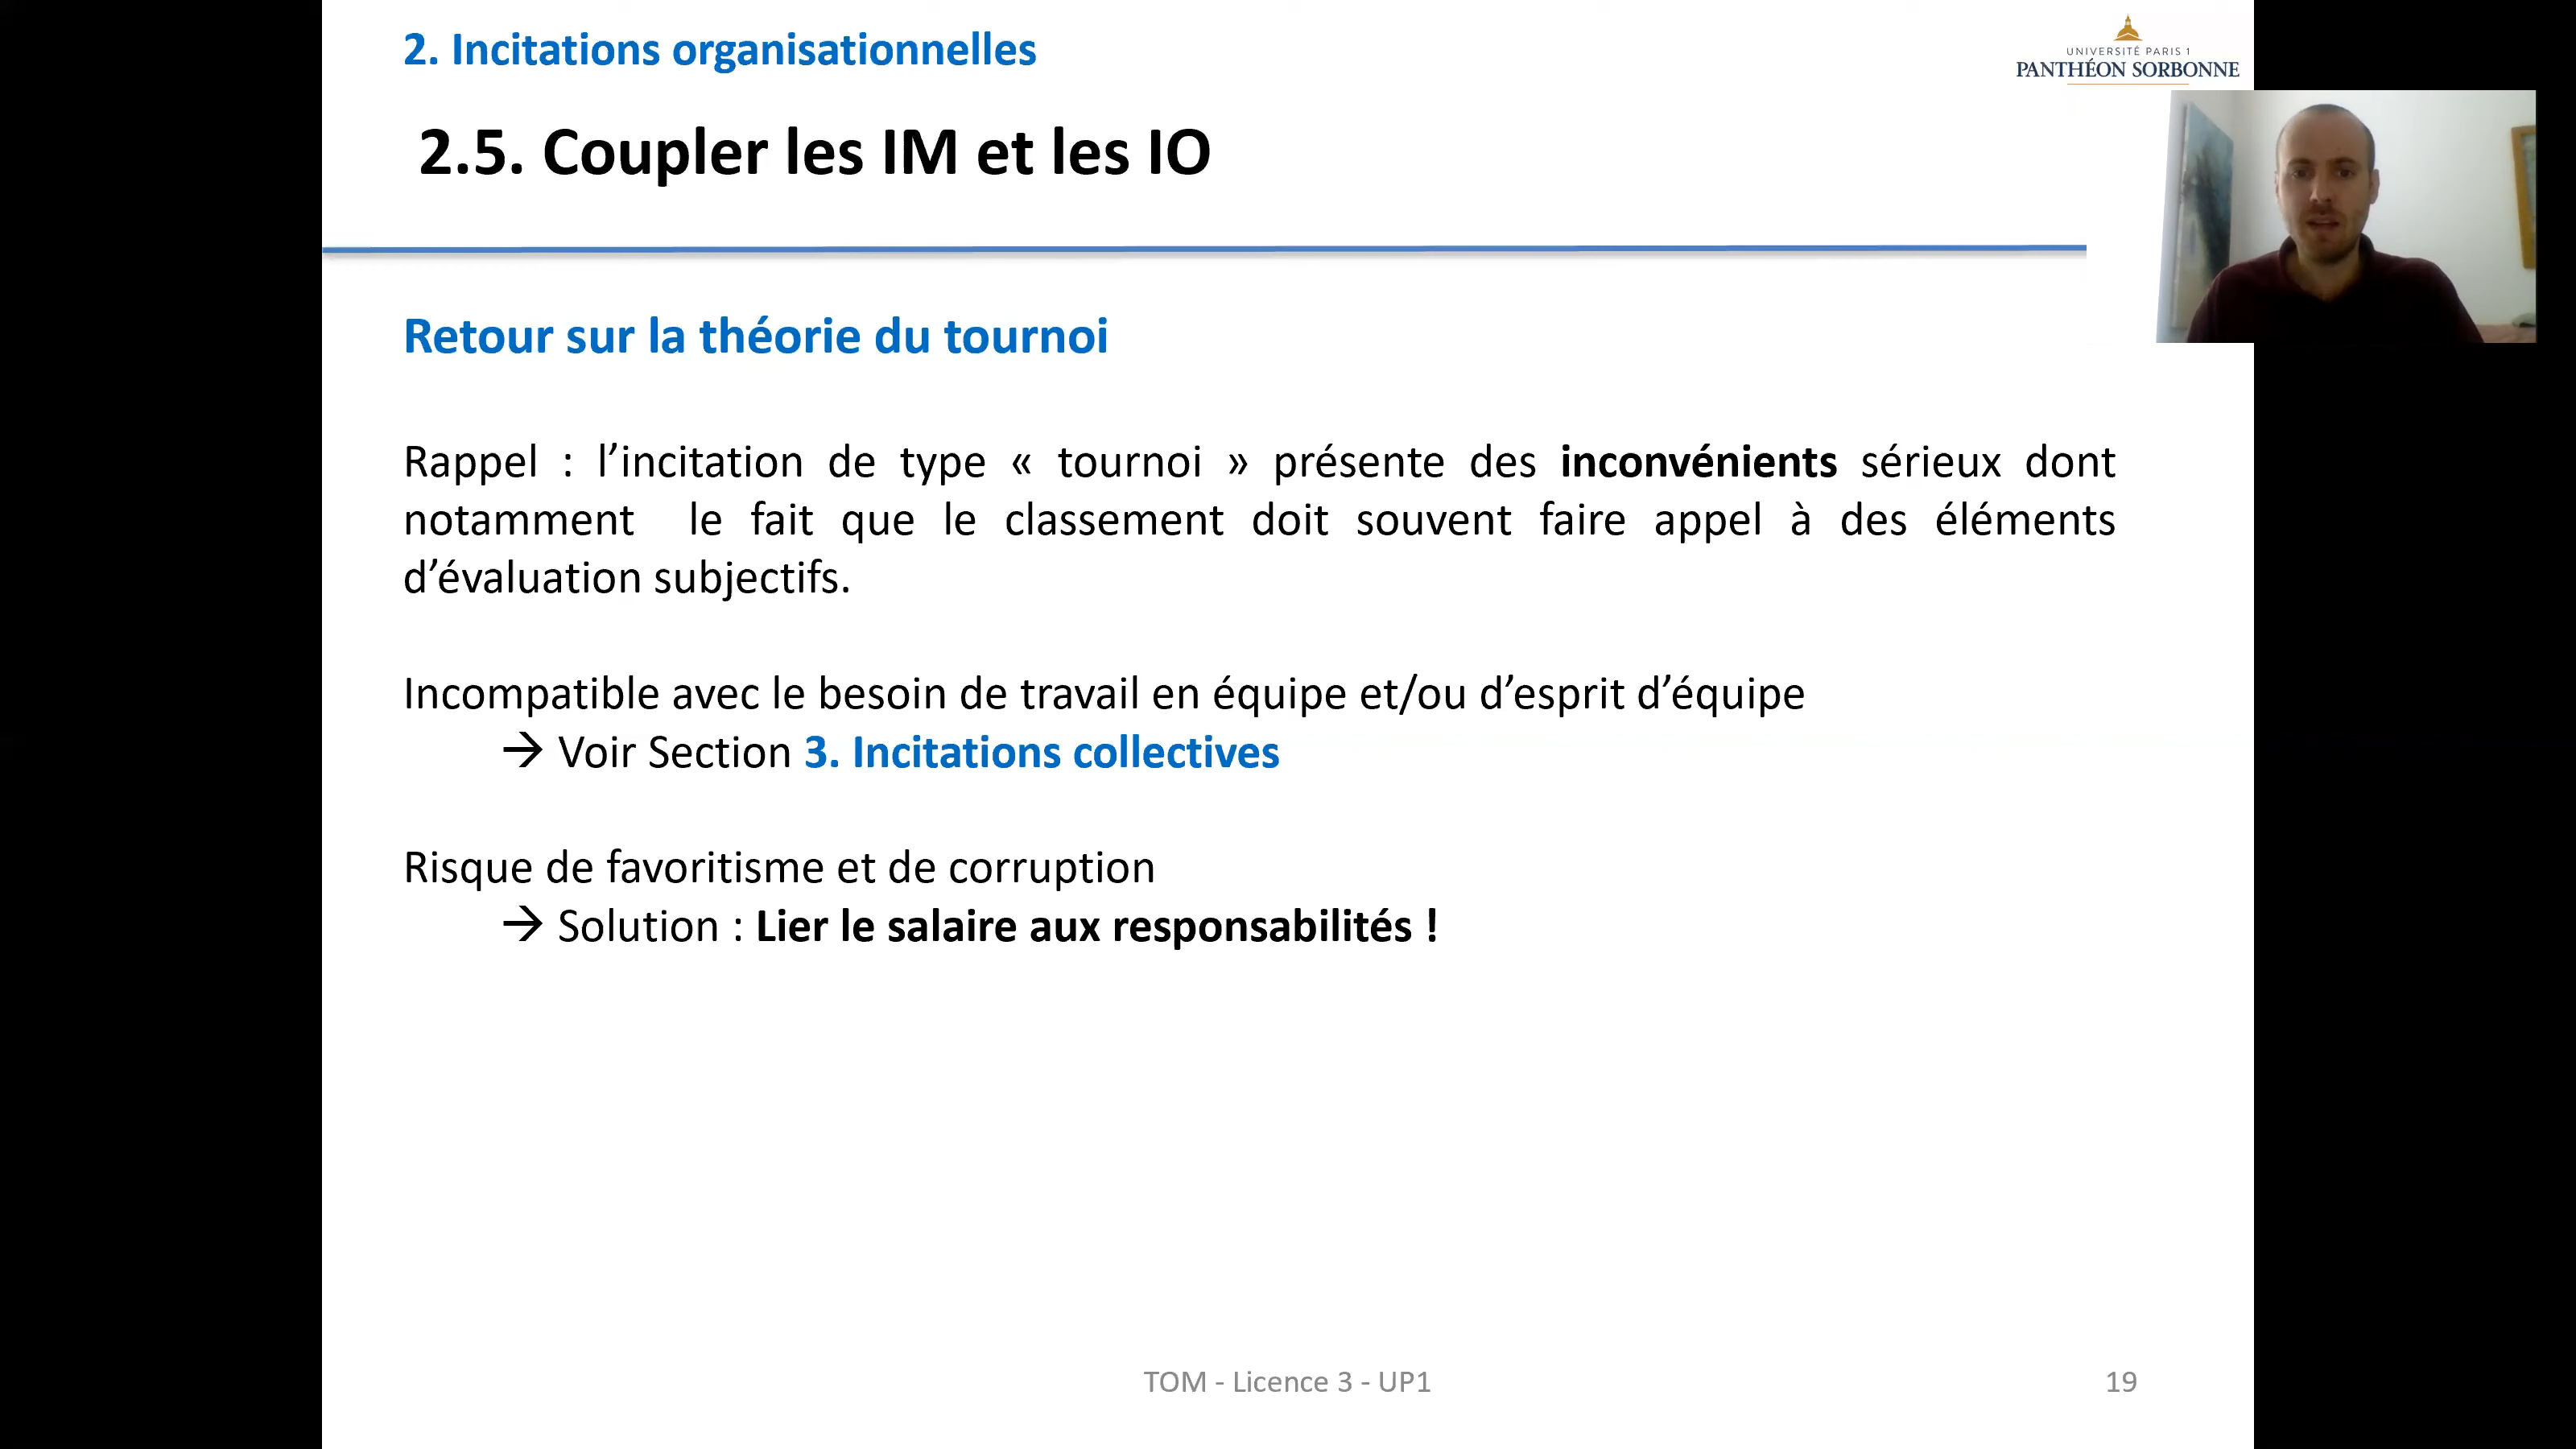 2. Incitations organisationnelles
UNIVERSITÉ PARIS 1
PANTHÉON SORBONNE
2.5. Coupler les IM et les IO
Retour sur la théorie du tournoi
Rappel : l’incitation de type « tournoi » présente des inconvénients sérieux dont
notamment le fait que le classement doit souvent faire appel à des éléments
d’évaluation subjectifs.
Incompatible avec le besoin de travail en équipe et/ou d’esprit d’équipe
→ Voir Section 3. Incitations collectives
Risque de favoritisme et de corruption
→ Solution : Lier le salaire aux responsabilités !
TOM - Licence 3 - UP1
19